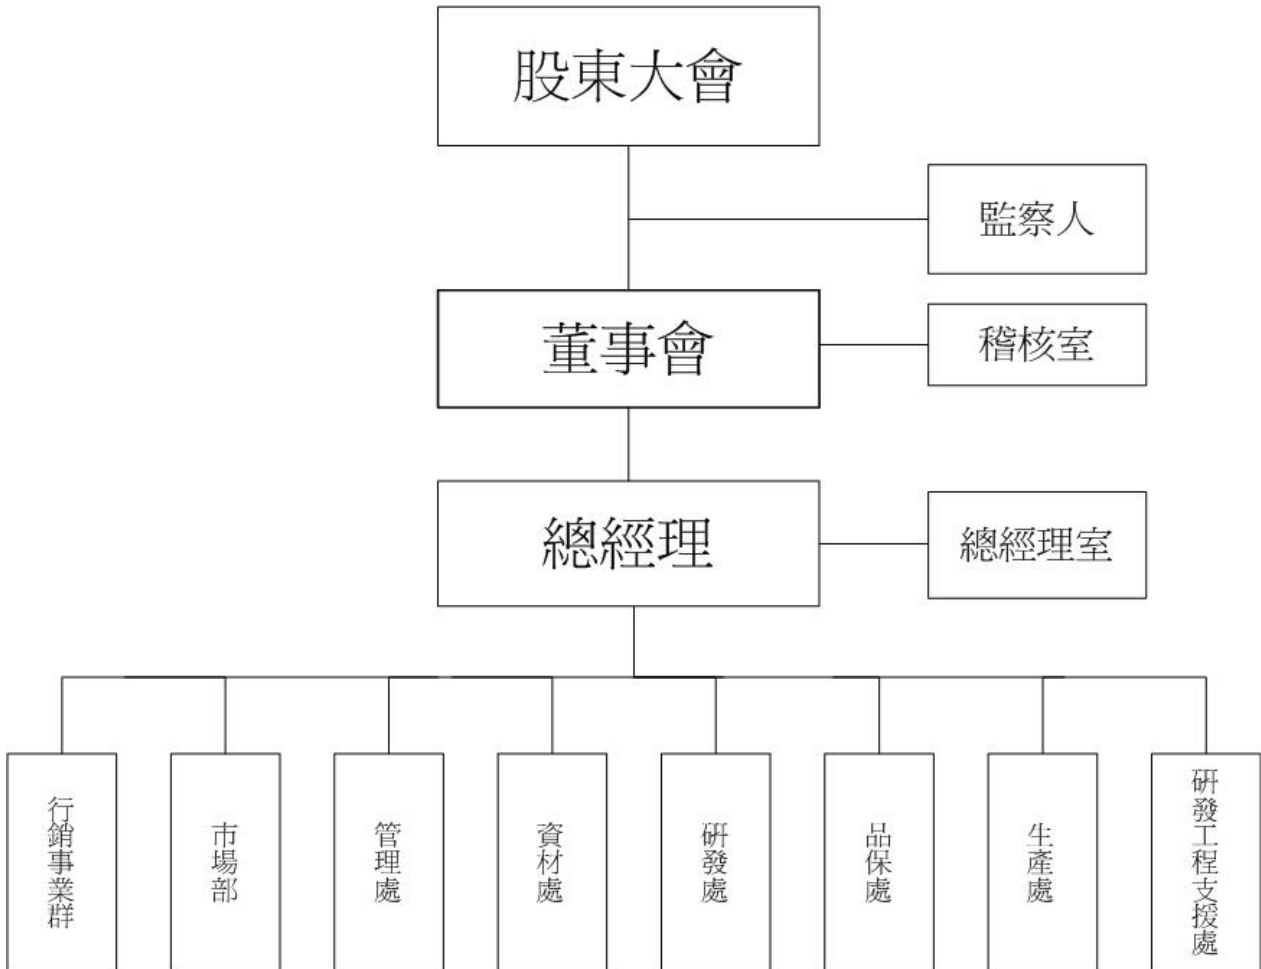 股東大會
監察人
董事會
稽核室
總經理
總經理室
行銷事業群
市場部
管理處
資材處
研發處
品保處
生產處
研發工程支援處